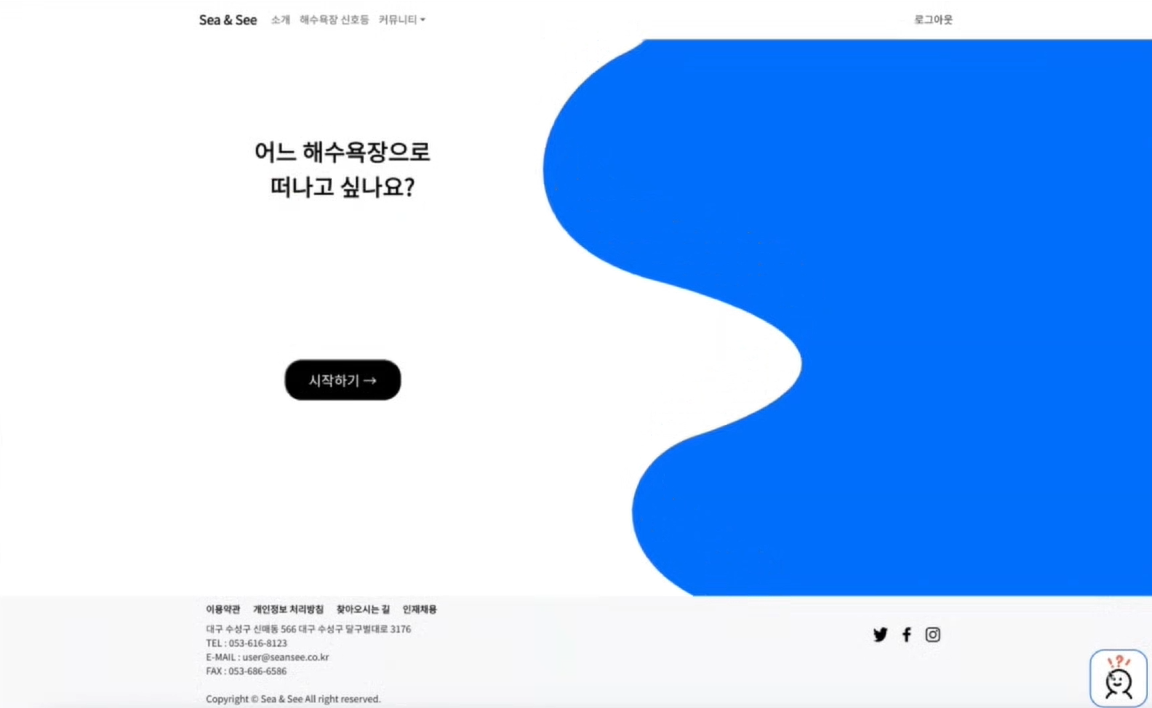 Sea & See 소개 해수욕장 신호등 커뮤니티 로그아웃
어느 해수욕장으로
떠나고 싶나요?
시작하기 →
이용약관 개인정보 처리방침 찾아오시는 길 인재채용
대구 수성구 신매동 566 대구 수성구 달구벌대로 3176
TEL : 053-616-8123
E-MAIL : user@seansee.co.kr
FAX : 053-686-6586
Copyright © Sea & See All right reserved.
!?!